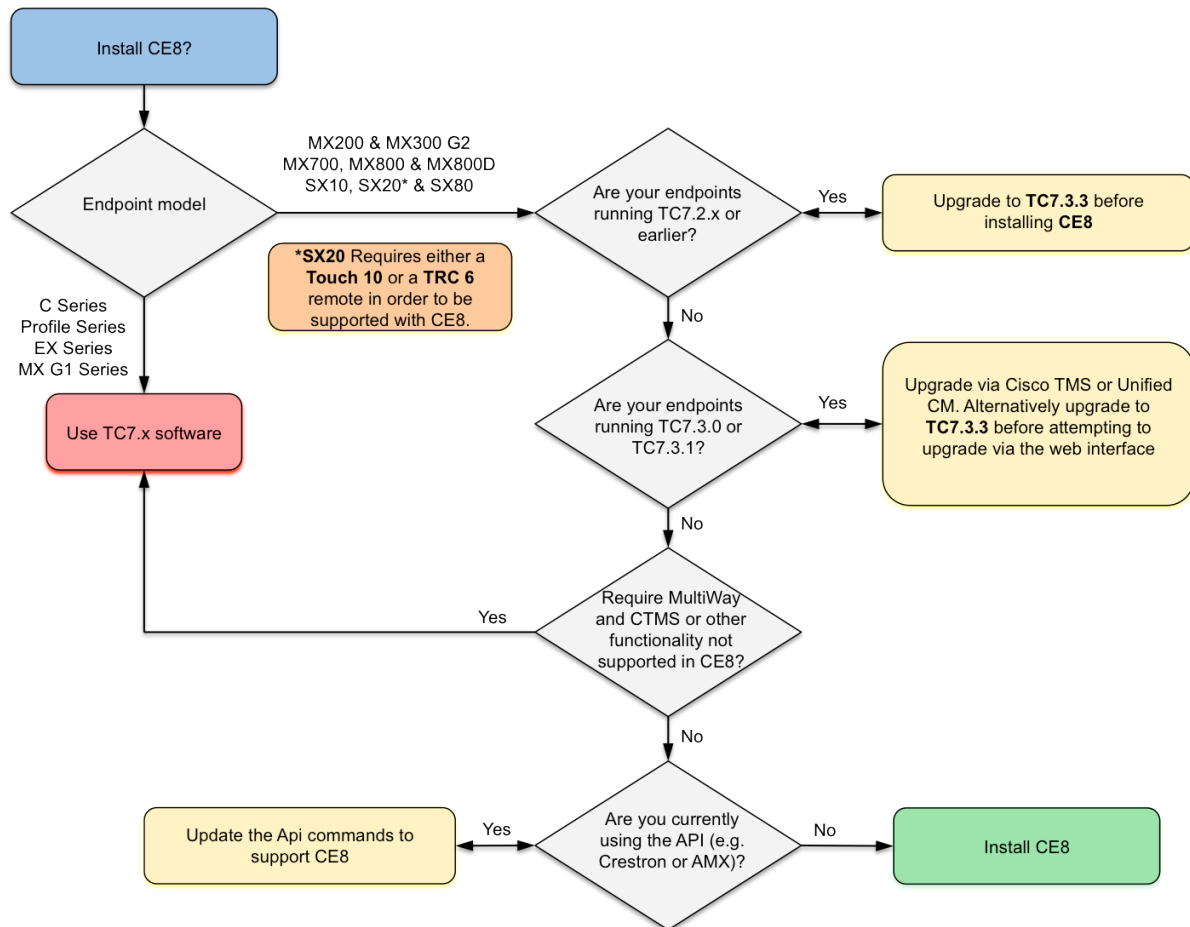 Install CE8?
MX200 & MX300 G2
MX700, MX800 & MX800D
SX10, SX20* & SX80
Endpoint model
Are your endpoints
running TC7.2.x or
earlier?
Yes
Upgrade to TC7.3.3 before
installing CE8
*SX20 Requires either a
Touch 10 or a TRC 6
remote in order to be
supported with CE8.
C Series
Profile Series
EX Series
MX G1 Series
No
Use TC7.x software
Are your endpoints
running TC7.3.0 or
TC7.3.1?
Yes
Upgrade via Cisco TMS or Unified
CM. Alternatively upgrade to
TC7.3.3 before attempting to
upgrade via the web interface
No
Require MultiWay
and CTMS or other
functionality not
supported in CE8?
Yes
No
Are you currently
using the API (e.g.
Crestron or AMX)?
Yes
Update the Api commands to
support CE8
No
Install CE8